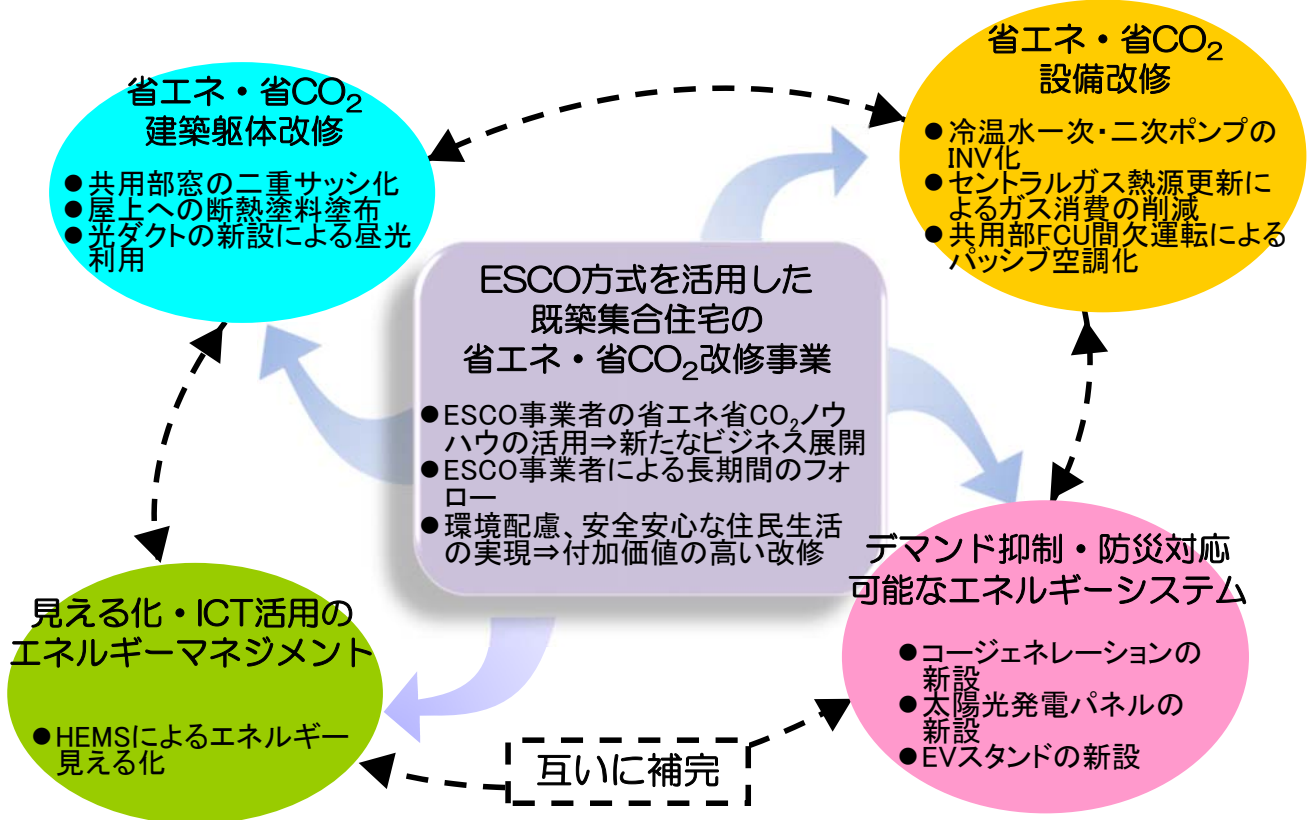 省エネ・省CO₂
建築躯体改修
●共用部窓の二重サッシ化
●屋上への断熱塗料塗布
●光ダクトの新設による昼光
利用
省エネ・省CO₂
設備改修
●冷温水一次・二次ポンプの
INV化
●セントラルガス熱源更新に
よるガス消費の削減
●共用部FCU間欠運転による
パッシブ空調化
ESCO方式を活用した
既築集合住宅の
省エネ・省CO₂改修事業
●ESCO事業者の省エネ省CO₂ノウ
ハウの活用⇒新たなビジネス展開
●ESCO事業者による長期間のフォ
ロー
●環境配慮、安全安心な住民生活
の実現⇒付加価値の高い改修
見える化・ICT活用の
エネルギーマネジメント
●HEMSによるエネルギー
見える化
デマンド抑制・防災対応
可能なエネルギーシステム
●コージェネレーションの
新設
●太陽光発電パネルの
新設
●EVスタンドの新設
互いに補完